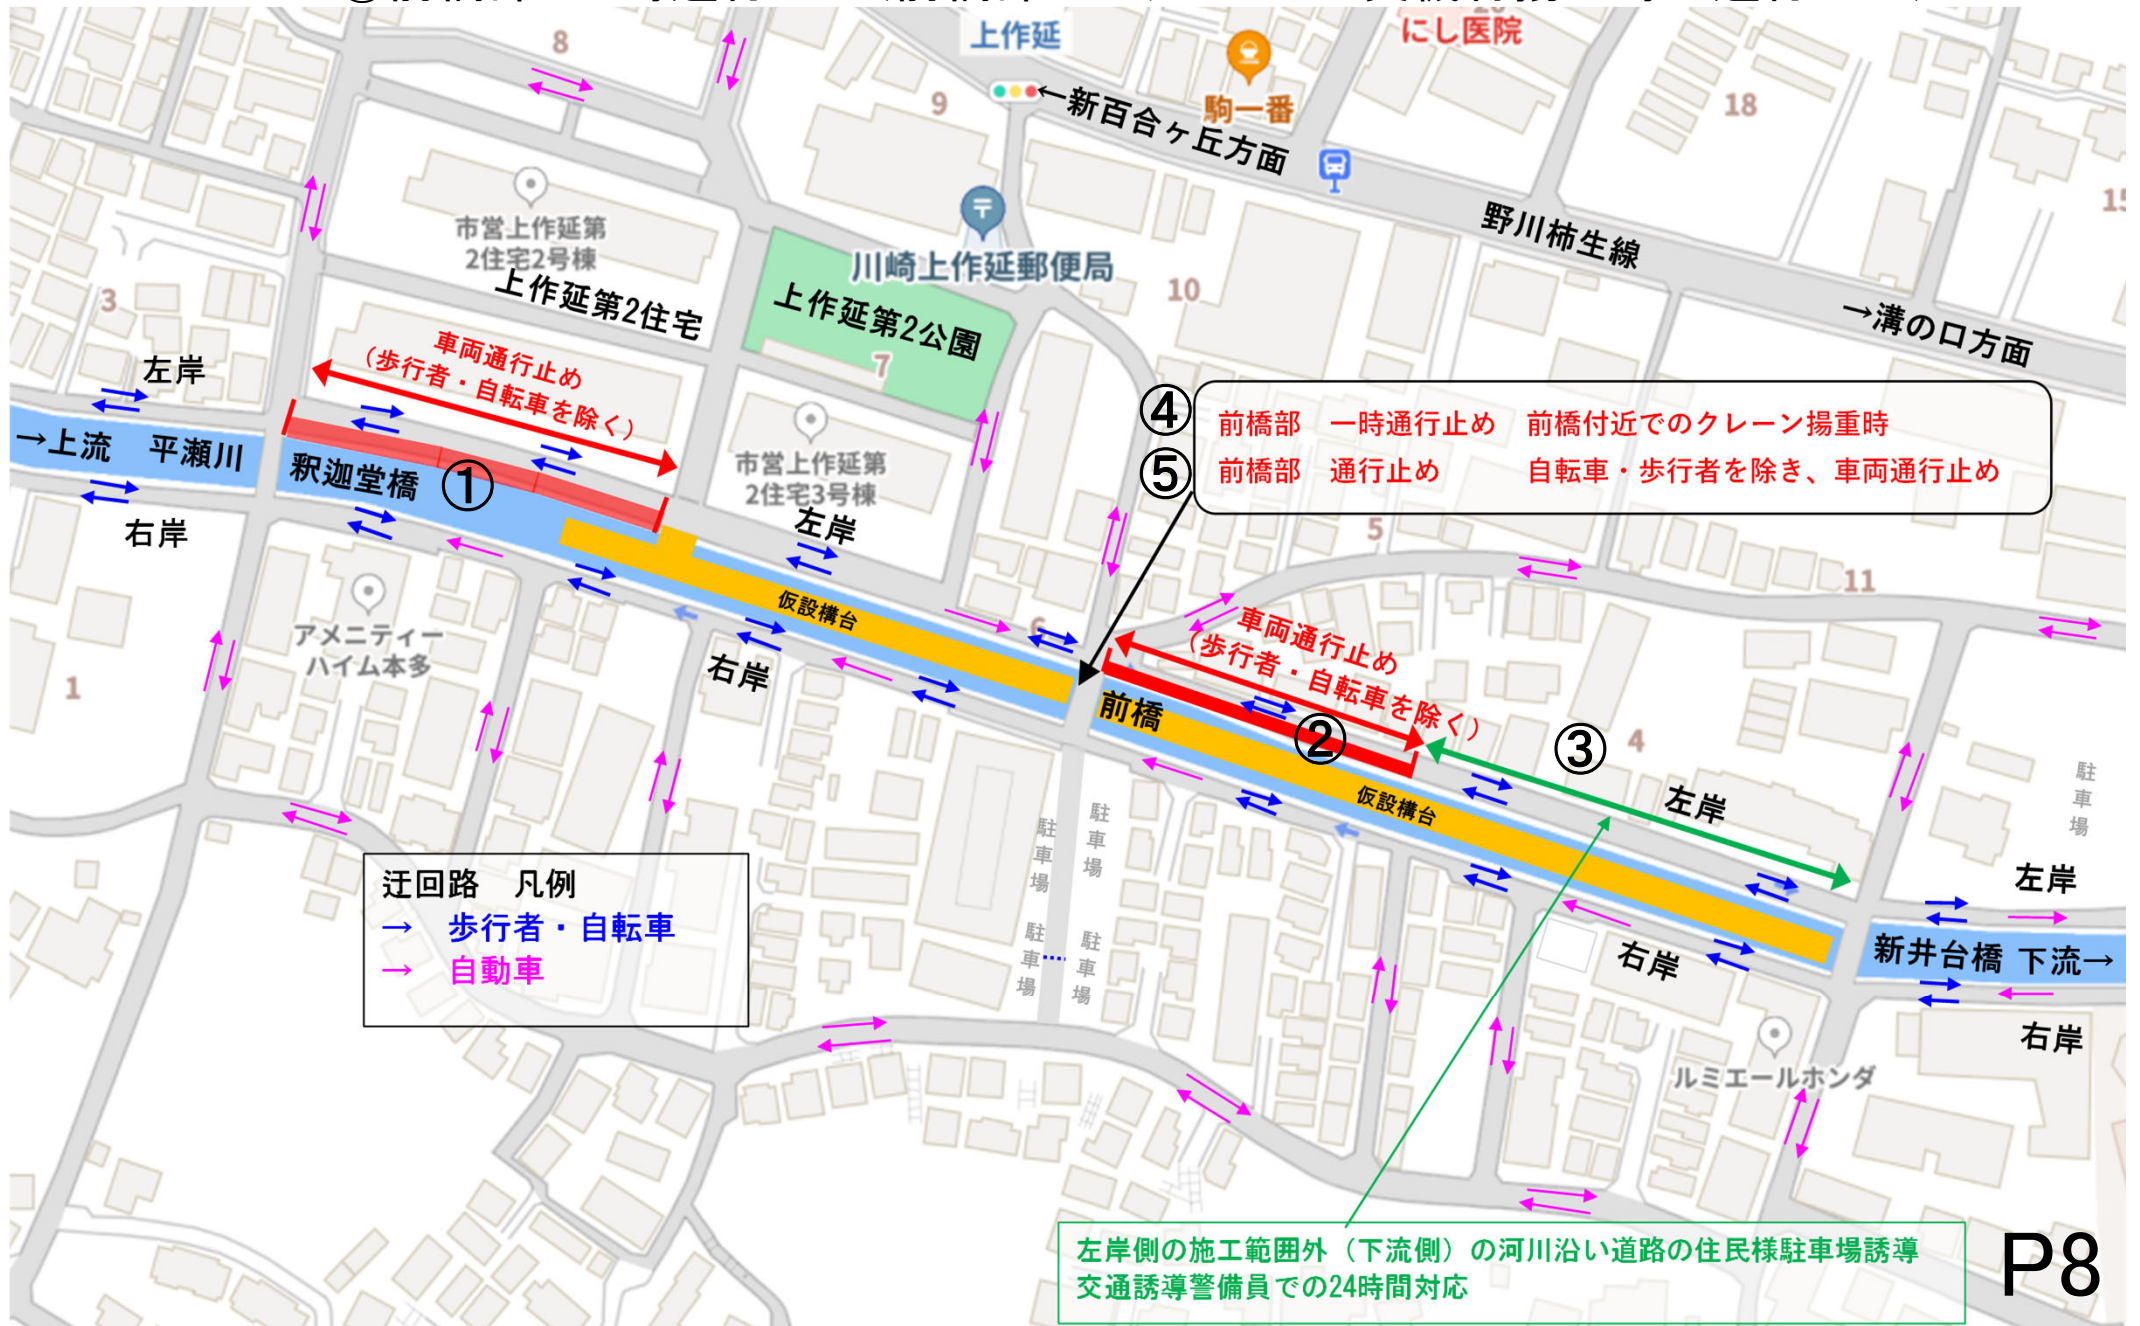 8
上作延
にし医院
駒一番
9
←新百合ヶ丘方面
18
15
市営上作延第
2住宅2号棟
上作延第2住宅
川崎上作延郵便局
10
野川柿生線
→溝の口方面
3
左岸
車両通行止め
（歩行者・自転車を除く）
上作延第2公園
7
④ 前橋部 一時通行止め 前橋付近でのクレーン揚重時
⑤ 前橋部 通行止め 自転車・歩行者を除き、車両通行止め
→上流 平瀬川
釈迦堂橋
①
右岸
市営上作延第
2住宅3号棟
左岸
5
11
仮設構台
6
アメニティー
ハイム本多
1
右岸
車両通行止め
（歩行者・自転車を除く）
前橋
②
③
4
仮設構台
左岸
駐車場
駐車場
駐車場
駐車場
駐車場
左岸
迂回路 凡例
→ 歩行者・自転車
→ 自動車
右岸
新井台橋 下流→
右岸
ルミエールホンダ
左岸側の施工範囲外（下流側）の河川沿い道路の住民様駐車場誘導
交通誘導警備員での24時間対応
P8